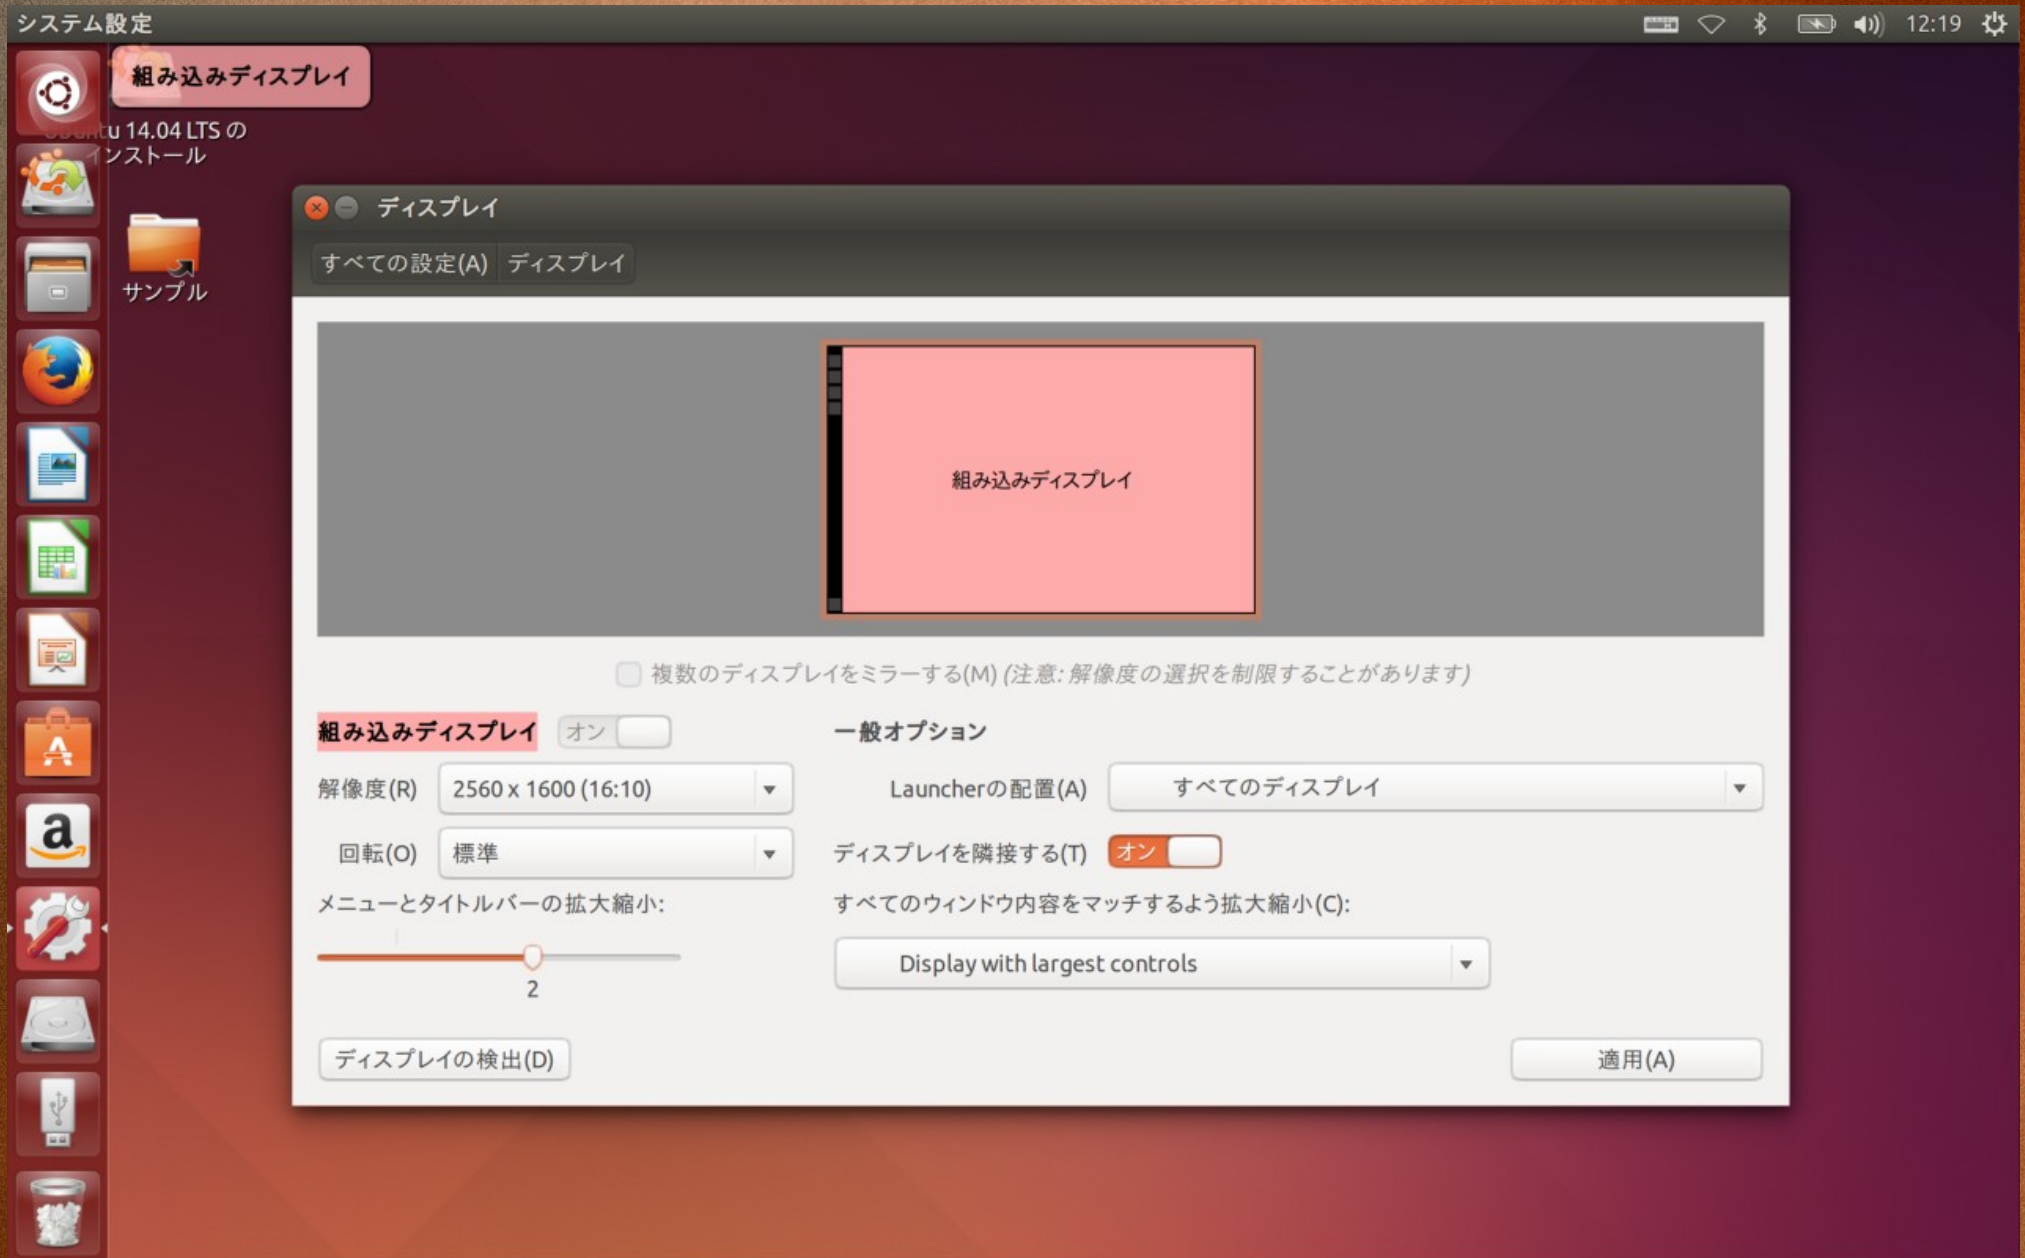 システム設定
12:19
組み込みディスプレイ
Ubuntu 14.04 LTS の
インストール
サンプル
ディスプレイ
すべての設定(A) ディスプレイ
組み込みディスプレイ
複数のディスプレイをミラーする(M) (注意: 解像度の選択を制限することがあります)
組み込みディスプレイ オン
一般オプション
解像度(R) 2560 x 1600 (16:10)
Launcherの配置(A) すべてのディスプレイ
回転(O) 標準
ディスプレイを隣接する(T) オン
メニューとタイトルバーの拡大縮小:
すべてのウィンドウ内容をマッチするよう拡大縮小(C):
2
Display with largest controls
ディスプレイの検出(D)
適用(A)